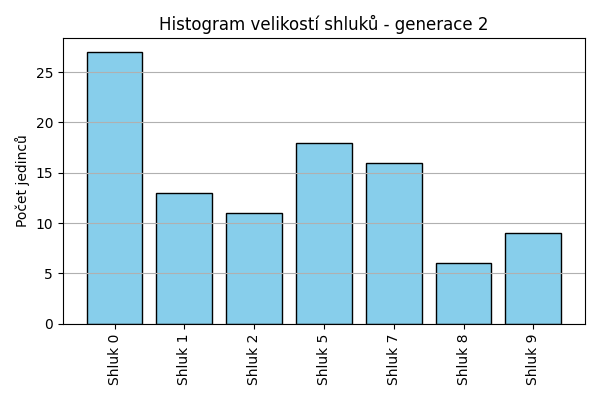 Histogram velikostí shluků - generace 2
Počet jedinců
25
20
15
10
5
0
Shluk 0
Shluk 1
Shluk 2
Shluk 5
Shluk 7
Shluk 8
Shluk 9